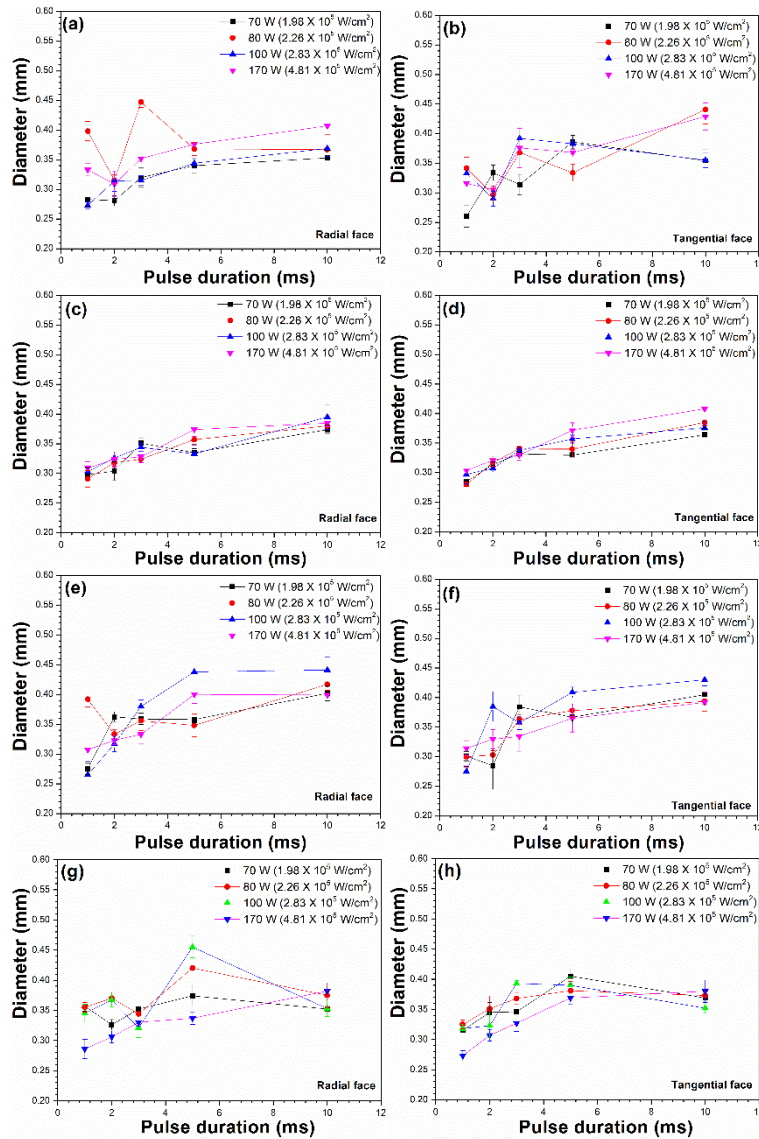 (a)
70 W (1.98 X 10⁵ W/cm²)
80 W (2.26 X 10⁵ W/cm²)
100 W (2.83 X 10⁵ W/cm²)
170 W (4.81 X 10⁵ W/cm²)
Diameter (mm)
0.60
0.55
0.50
0.45
0.40
0.35
0.30
0.25
0.20
Radial face
0 2 4 6 8 10 12
Pulse duration (ms)
(b)
70 W (1.98 X 10⁵ W/cm²)
80 W (2.26 X 10⁵ W/cm²)
100 W (2.83 X 10⁵ W/cm²)
170 W (4.81 X 10⁵ W/cm²)
Diameter (mm)
0.60
0.55
0.50
0.45
0.40
0.35
0.30
0.25
0.20
Tangential face
0 2 4 6 8 10 12
Pulse duration (ms)
(c)
70 W (1.98 X 10⁵ W/cm²)
80 W (2.26 X 10⁵ W/cm²)
100 W (2.83 X 10⁵ W/cm²)
170 W (4.81 X 10⁵ W/cm²)
Diameter (mm)
0.60
0.55
0.50
0.45
0.40
0.35
0.30
0.25
0.20
Radial face
0 2 4 6 8 10 12
Pulse duration (ms)
(d)
70 W (1.98 X 10⁵ W/cm²)
80 W (2.26 X 10⁵ W/cm²)
100 W (2.83 X 10⁵ W/cm²)
170 W (4.81 X 10⁵ W/cm²)
Diameter (mm)
0.60
0.55
0.50
0.45
0.40
0.35
0.30
0.25
0.20
Tangential face
0 2 4 6 8 10 12
Pulse duration (ms)
(e)
70 W (1.98 X 10⁵ W/cm²)
80 W (2.26 X 10⁵ W/cm²)
100 W (2.83 X 10⁵ W/cm²)
170 W (4.81 X 10⁵ W/cm²)
Diameter (mm)
0.60
0.55
0.50
0.45
0.40
0.35
0.30
0.25
0.20
Radial face
0 2 4 6 8 10 12
Pulse duration (ms)
(f)
70 W (1.98 X 10⁵ W/cm²)
80 W (2.26 X 10⁵ W/cm²)
100 W (2.83 X 10⁵ W/cm²)
170 W (4.81 X 10⁵ W/cm²)
Diameter (mm)
0.60
0.55
0.50
0.45
0.40
0.35
0.30
0.25
0.20
Tangential face
0 2 4 6 8 10 12
Pulse duration (ms)
(g)
70 W (1.98 X 10⁵ W/cm²)
80 W (2.26 X 10⁵ W/cm²)
100 W (2.83 X 10⁵ W/cm²)
170 W (4.81 X 10⁵ W/cm²)
Diameter (mm)
0.60
0.55
0.50
0.45
0.40
0.35
0.30
0.25
0.20
Radial face
0 2 4 6 8 10 12
Pulse duration (ms)
(h)
70 W (1.98 X 10⁵ W/cm²)
80 W (2.26 X 10⁵ W/cm²)
100 W (2.83 X 10⁵ W/cm²)
170 W (4.81 X 10⁵ W/cm²)
Diameter (mm)
0.60
0.55
0.50
0.45
0.40
0.35
0.30
0.25
0.20
Tangential face
0 2 4 6 8 10 12
Pulse duration (ms)